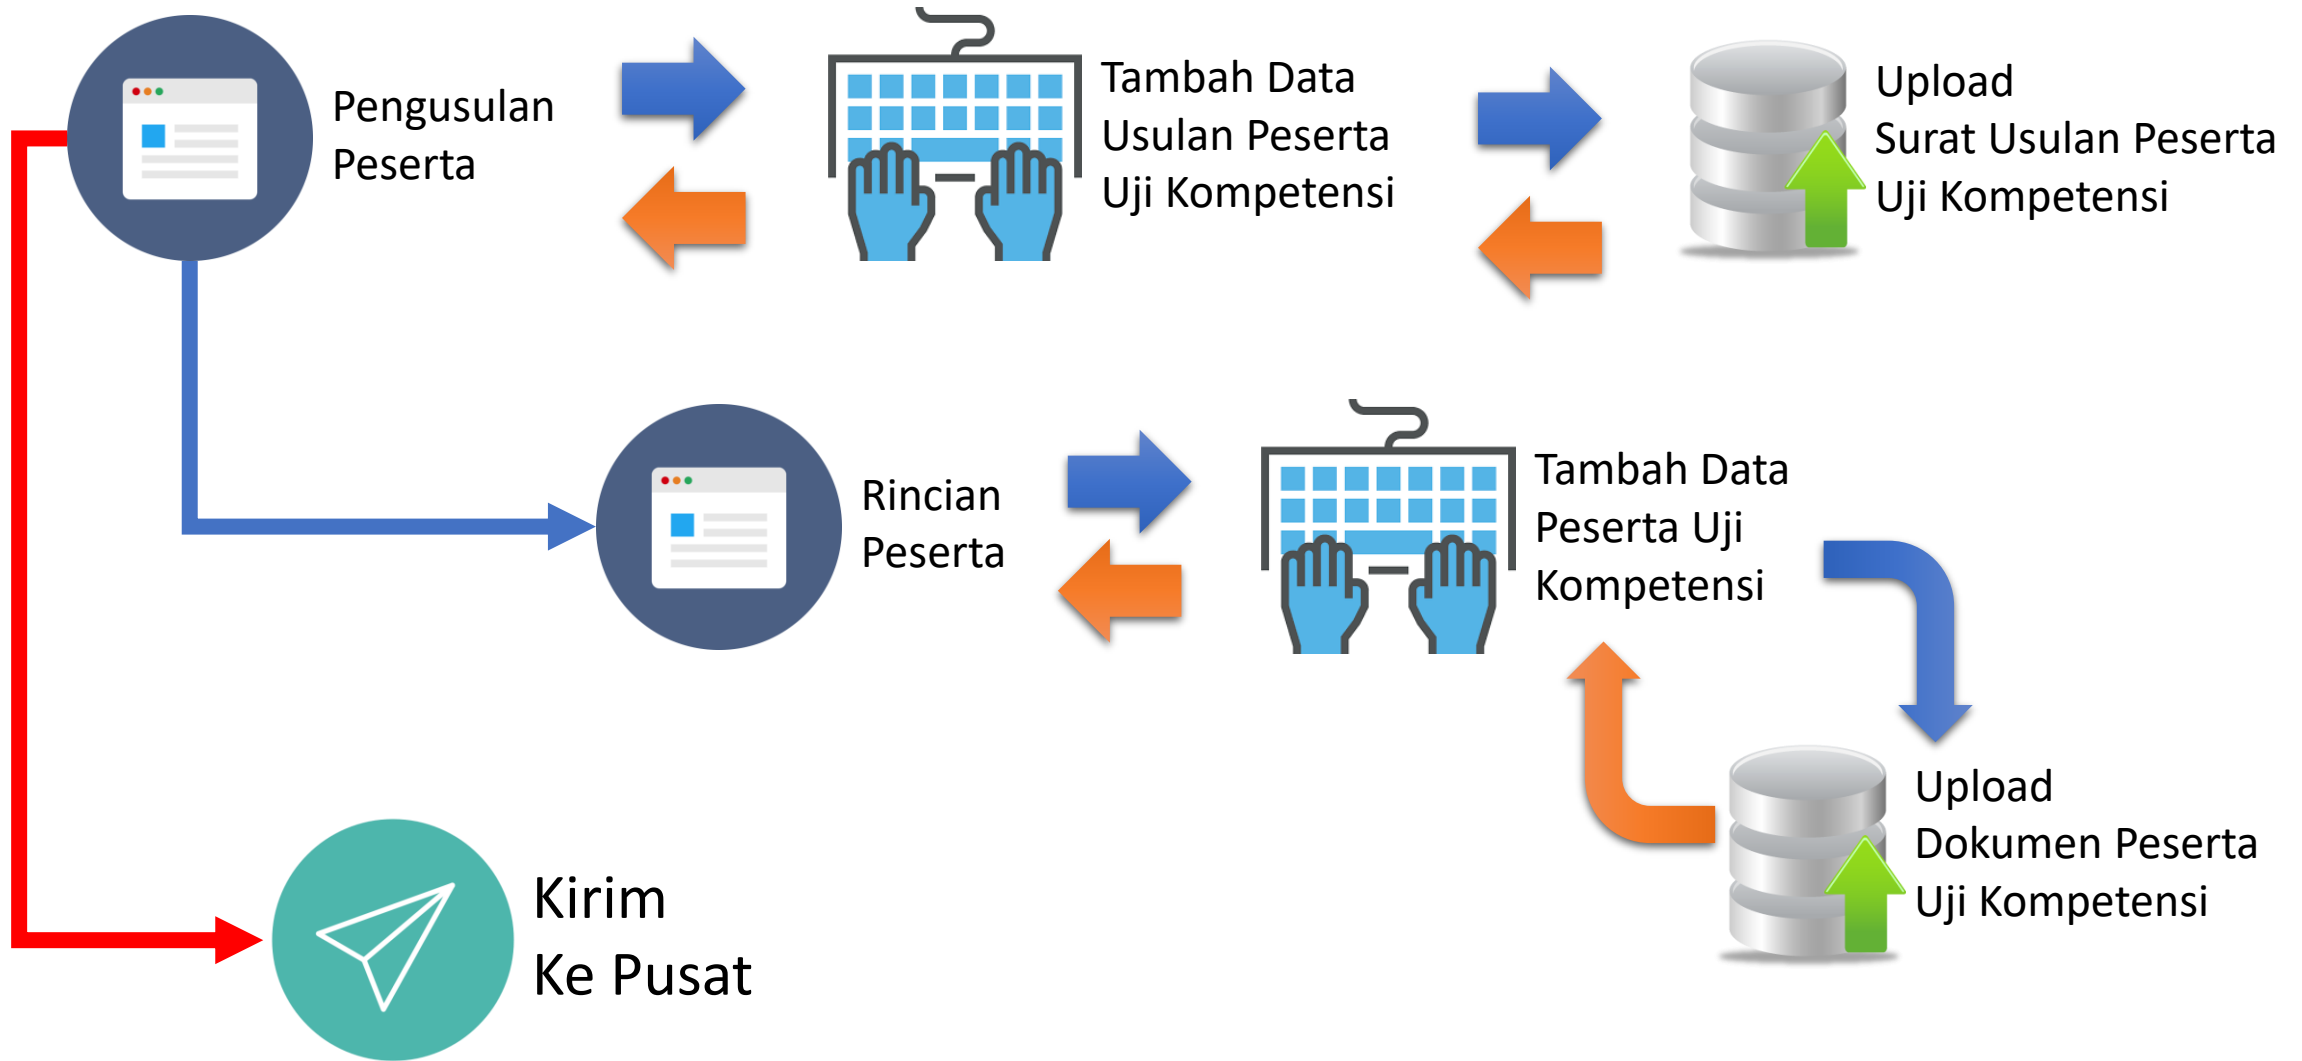 Pengusulan
Peserta
Tambah Data
Usulan Peserta
Uji Kompetensi
Upload
Surat Usulan Peserta
Uji Kompetensi
Rincian
Peserta
Tambah Data
Peserta Uji
Kompetensi
Upload
Dokumen Peserta
Uji Kompetensi
Kirim
Ke Pusat